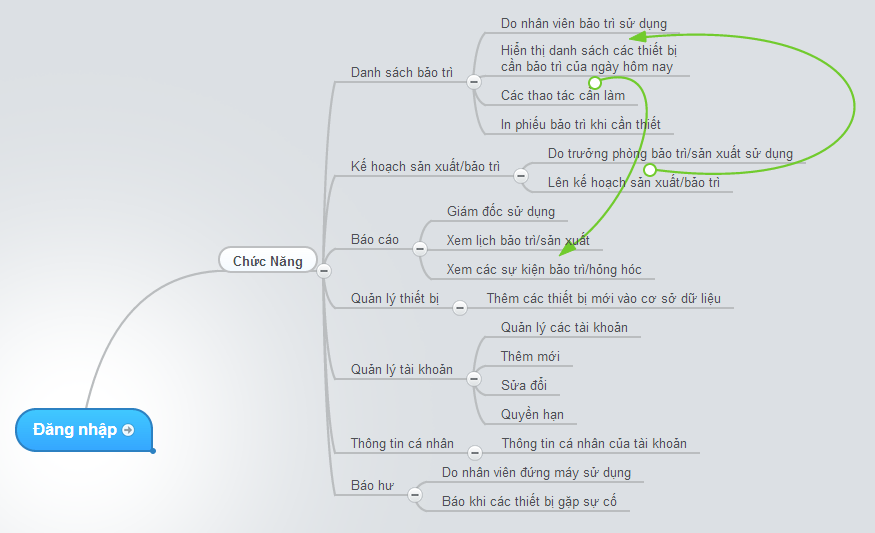 Do nhân viên bảo trì sử dụng
Hiển thị danh sách các thiết bị
cần bảo trì của ngày hôm nay
Danh sách bảo trì
Các thao tác cần làm
In phiếu bảo trì khi cần thiết
Do trưởng phòng bảo trì/sản xuất sử dụng
Kế hoạch sản xuất/bảo trì
Lên kế hoạch sản xuất/bảo trì
Giám đốc sử dụng
Báo cáo
Xem lịch bảo trì/sản xuất
Chức Năng
Xem các sự kiện bảo trì/hỏng hóc
Quản lý thiết bị
Thêm các thiết bị mới vào cơ sở dữ liệu
Quản lý các tài khoản
Thêm mới
Quản lý tài khoản
Sửa đổi
Quyền hạn
Đăng nhập
Thông tin cá nhân
Thông tin cá nhân của tài khoản
Do nhân viên đứng máy sử dụng
Báo hư
Báo khi các thiết bị gặp sự cố